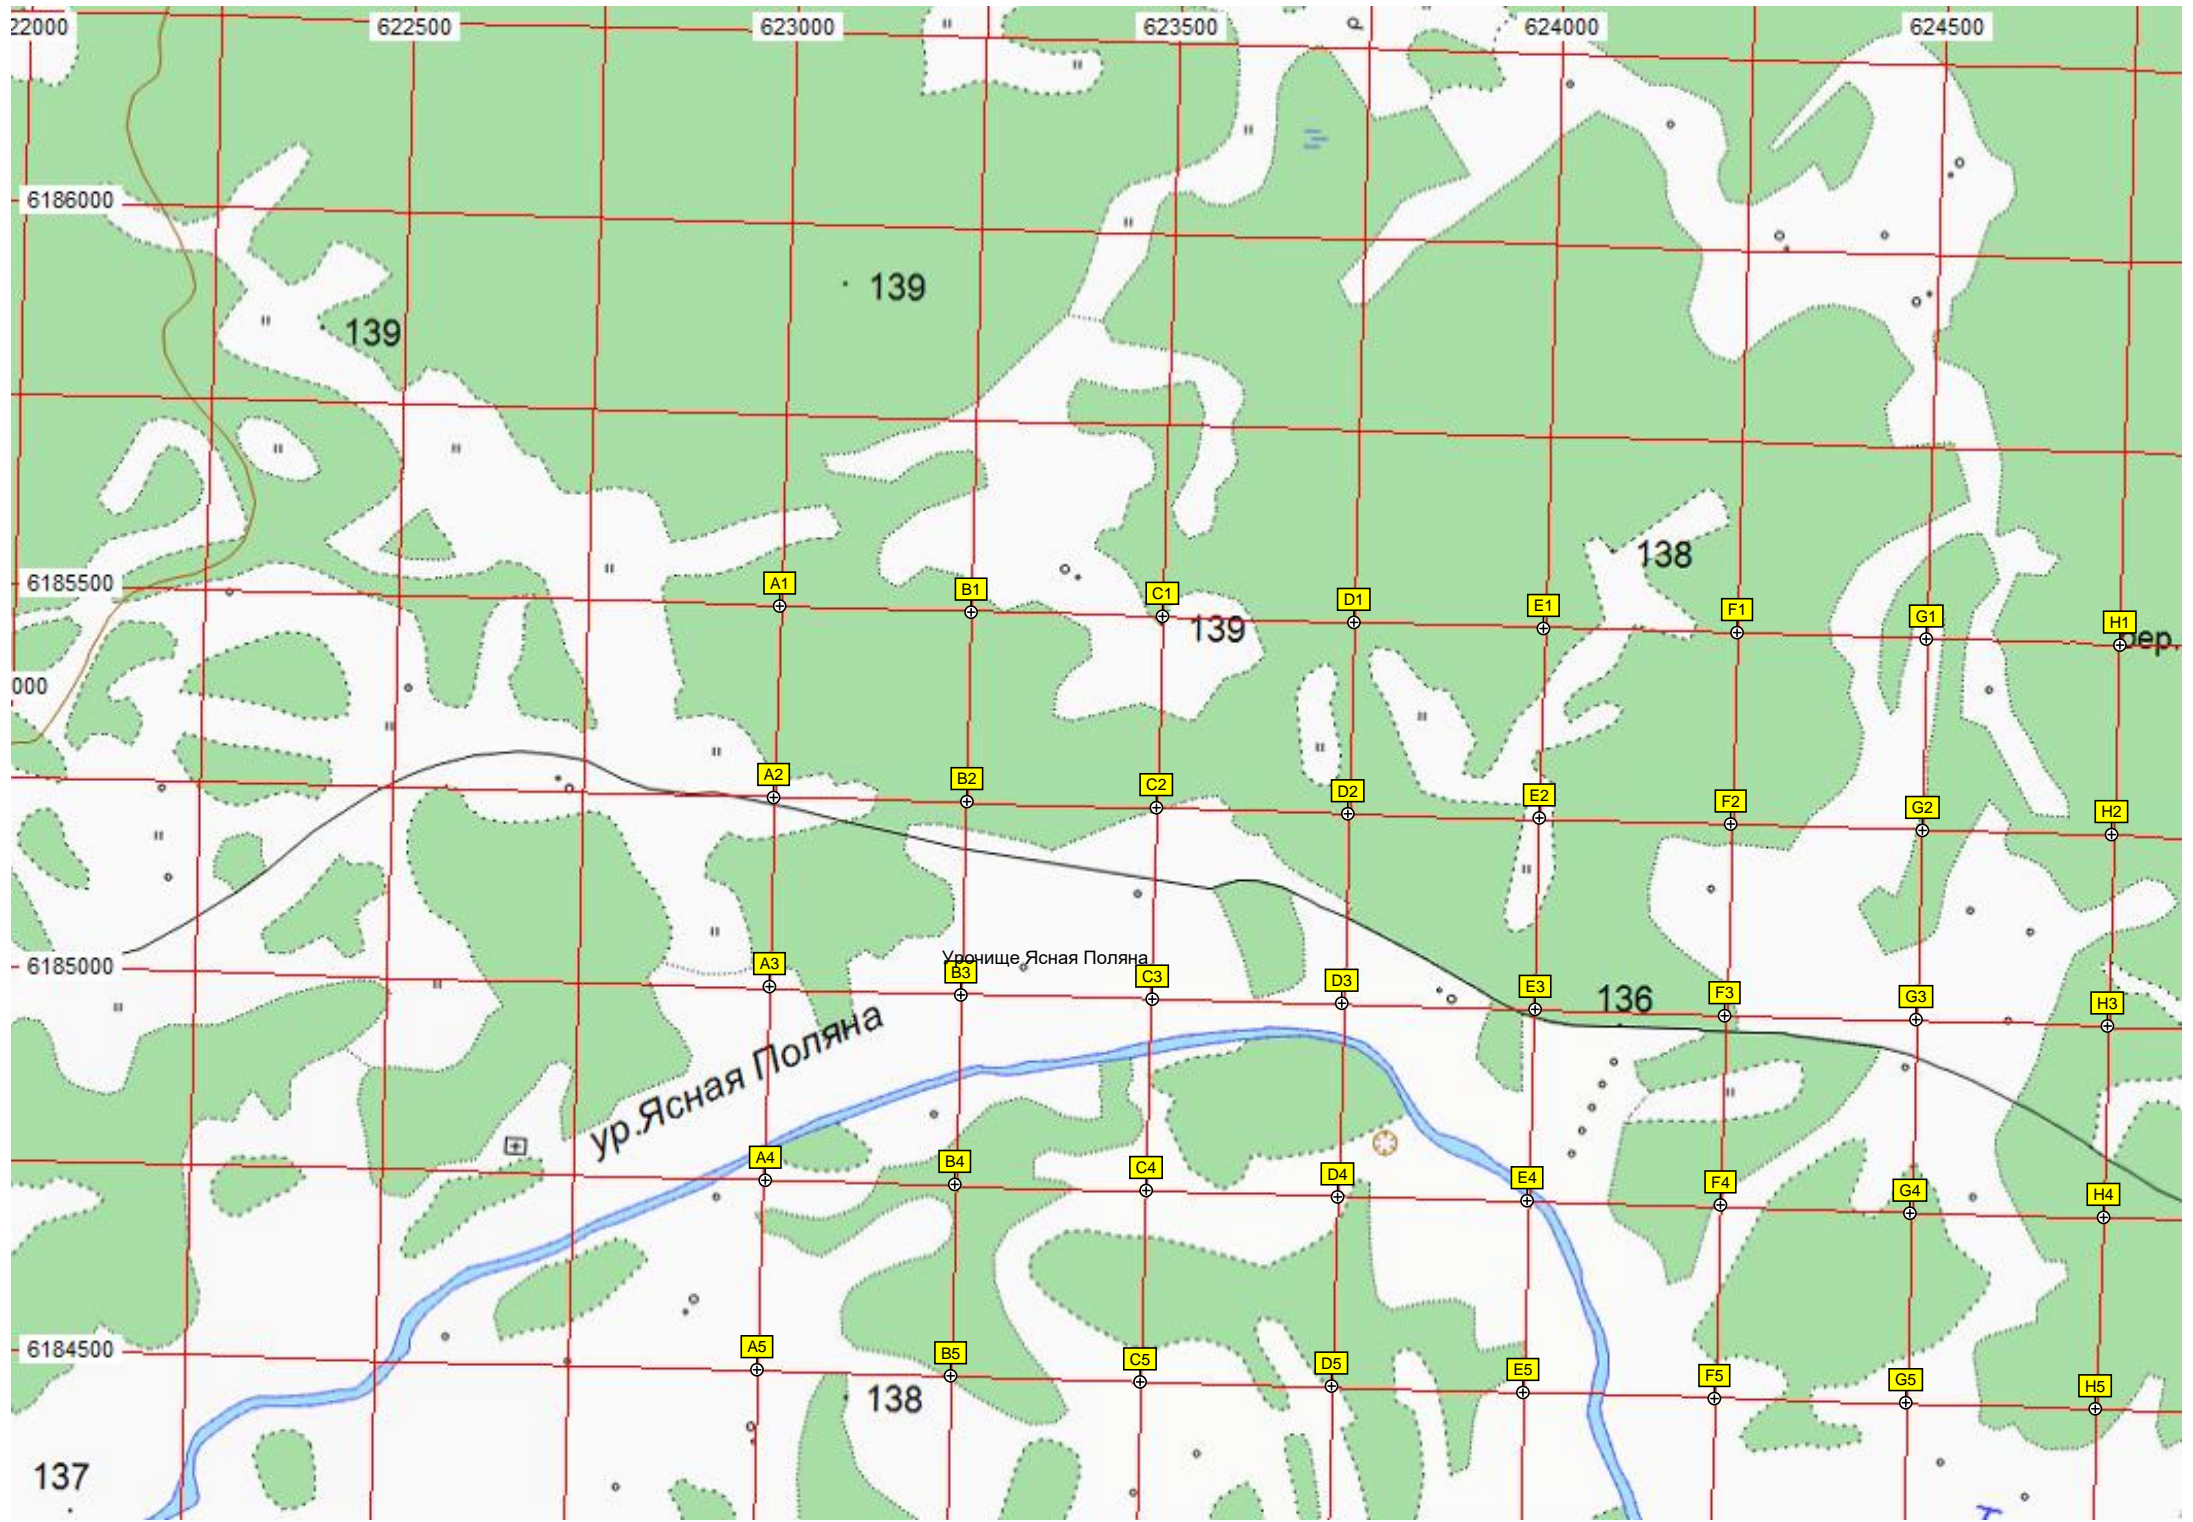 22000 622500 623000 623500 624000 624500
6186000
139
139
138
6185500
A1 B1 C1 D1 E1 F1 G1 H1
139
бер.
000
A2 B2 C2 D2 E2 F2 G2 H2
Урочище Ясная Поляна
6185000
A3 B3 C3 D3 E3 F3 G3 H3
136
ур.Ясная Поляна
A4 B4 C4 D4 E4 F4 G4 H4
6184500
A5 B5 C5 D5 E5 F5 G5 H5
138
137